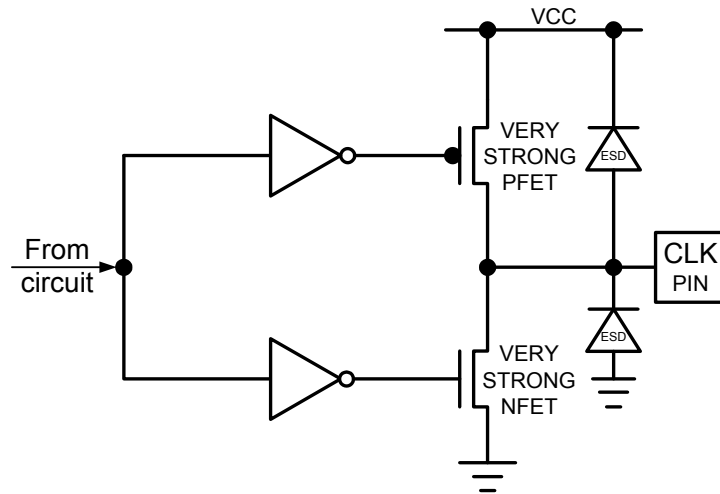 VCC
VERY
STRONG
PFET
ESD
From
circuit
CLK
PIN
ESD
VERY
STRONG
NFET